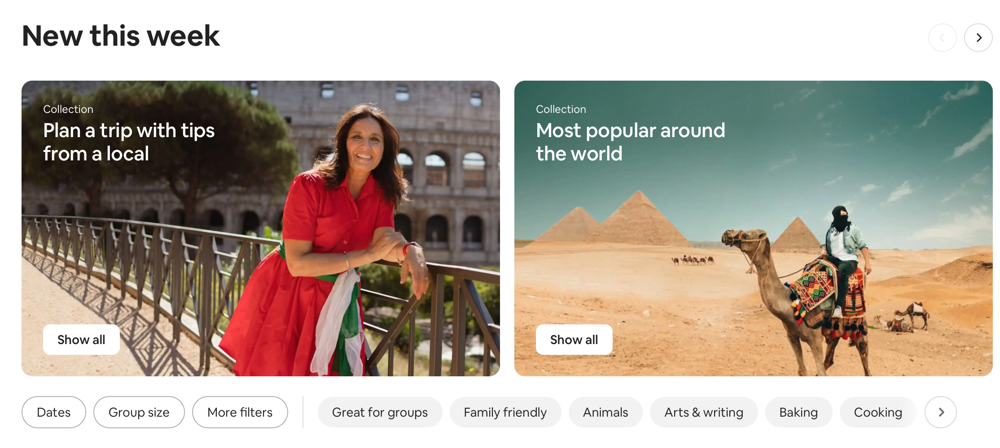 New this week
Collection
Plan a trip with tips
from a local
Show all
Collection
Most popular around
the world
Show all
Dates
Group size
More filters
Great for groups
Family friendly
Animals
Arts & writing
Baking
Cooking